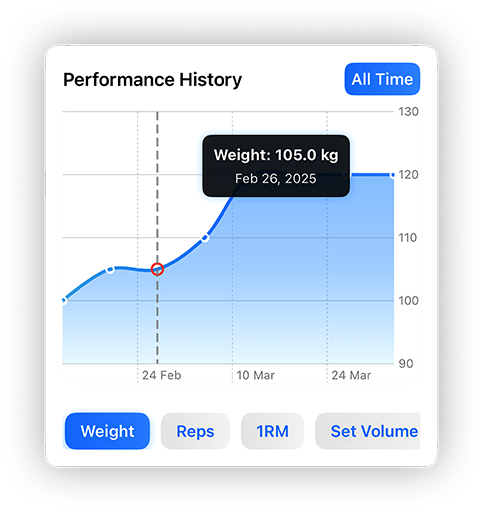 Performance History
All Time
130
Weight: 105.0 kg
Feb 26, 2025
120
110
100
90
24 Feb
10 Mar
24 Mar
Weight
Reps
1RM
Set Volume